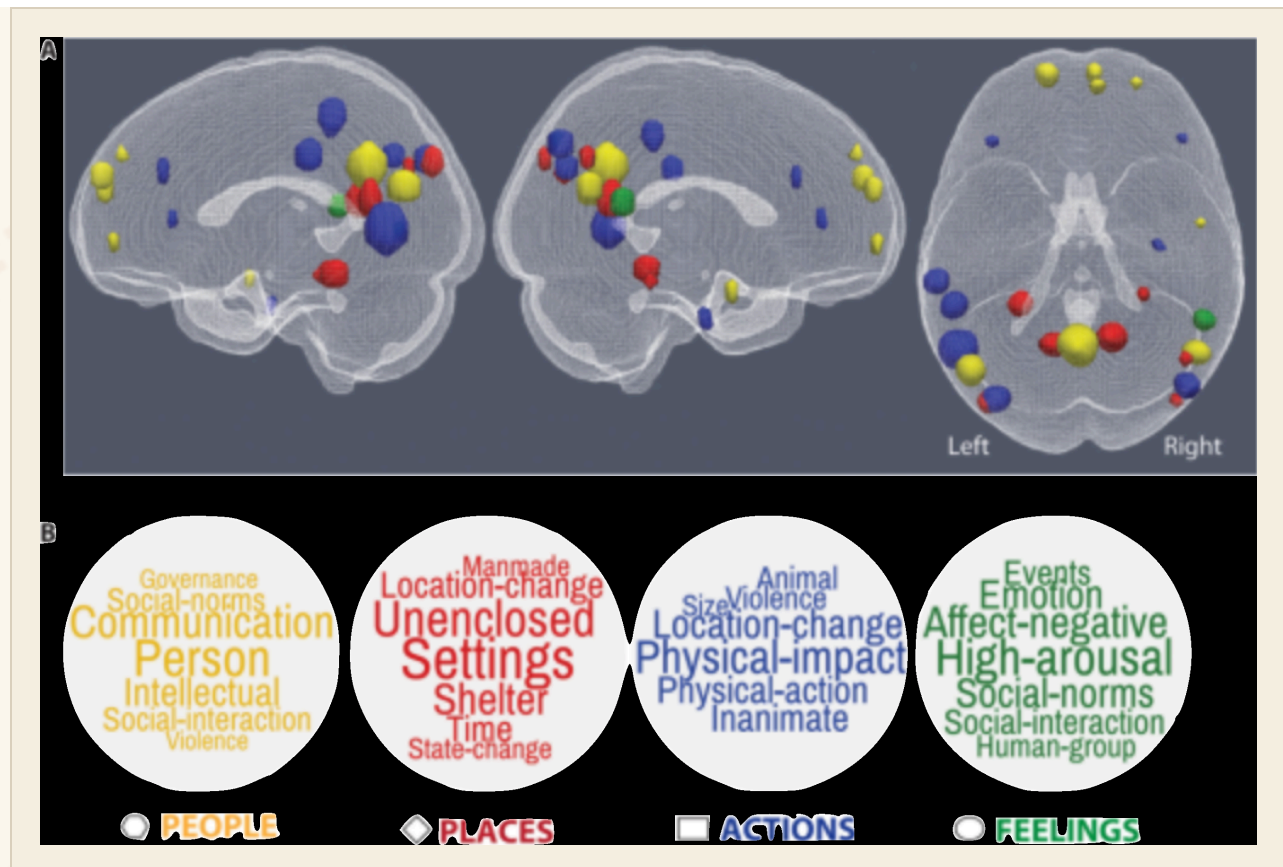 A
Left
Right
B
Governance
Social-norms
Communication
Person
Intellectual
Social-interaction
Violence
Manmade
Location-change
Unenclosed
Settings
Shelter
Time
State-change
Animal
Size Violence
Location-change
Physical-impact
Physical-action
Inanimate
Events
Emotion
Affect-negative
High-arousal
Social-norms
Social-interaction
Human-group
PEOPLE
PLACES
ACTIONS
FEELINGS